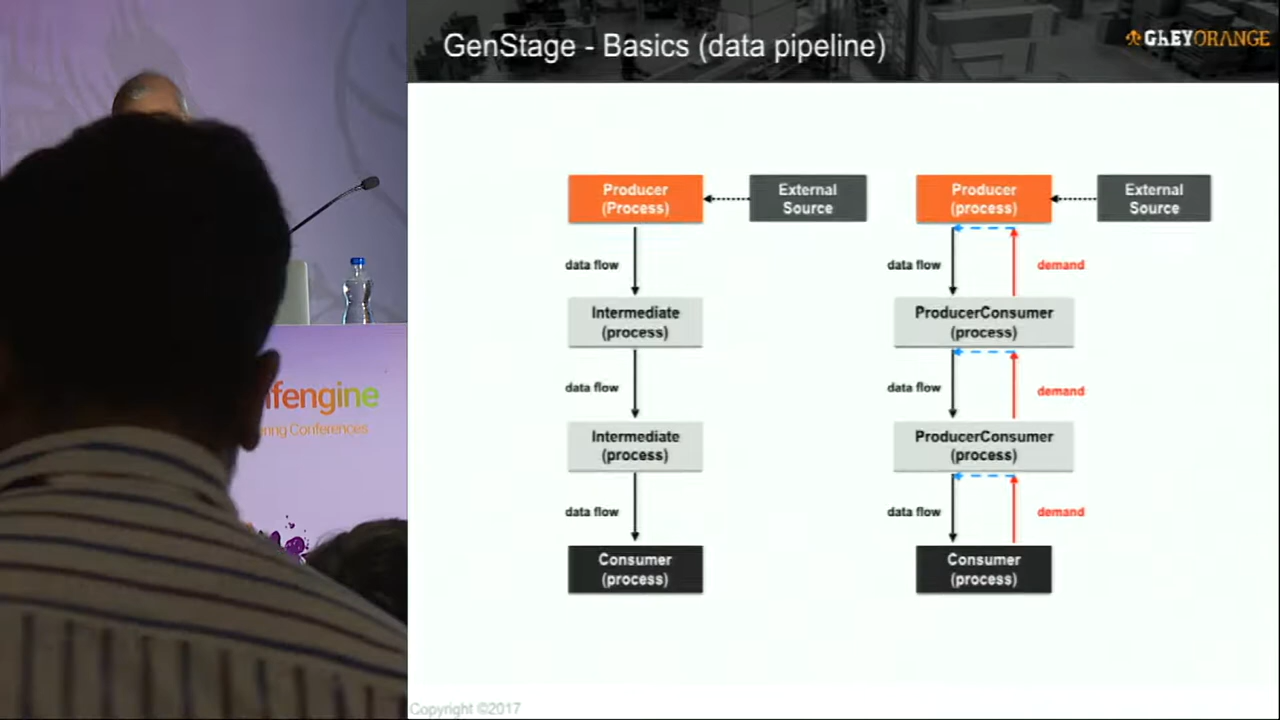 GenStage - Basics (data pipeline)
GREYORANGE
Producer
(Process)
External
Source
data flow
Intermediate
(process)
data flow
Intermediate
(process)
data flow
Consumer
(process)
Producer
(process)
External
Source
data flow
demand
ProducerConsumer
(process)
data flow
demand
ProducerConsumer
(process)
data flow
demand
Consumer
(process)
fengine
Conferences
Copyright ©2017